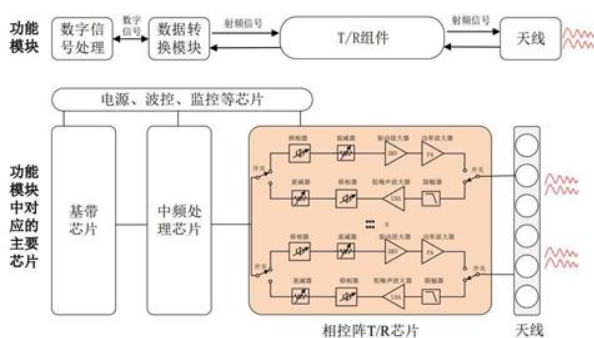 功能
模块
数字信
号处理
数字
信号
数据转
换模块
射频信号
T/R组件
射频信号
天线
电源、波控、监控等芯片
功能
模块
中对
应的
主要
芯片
基带
芯片
中频处
理芯片
开关
移相器
衰减器
驱动放大器
功率放大器
DRV
PA
开关
衰减器
移相器
低噪声放大器
限幅器
LNA
N
移相器
衰减器
驱动放大器
功率放大器
开关
DRV
PA
开关
衰减器
移相器
低噪声放大器
限幅器
LNA
相控阵T/R芯片
天线